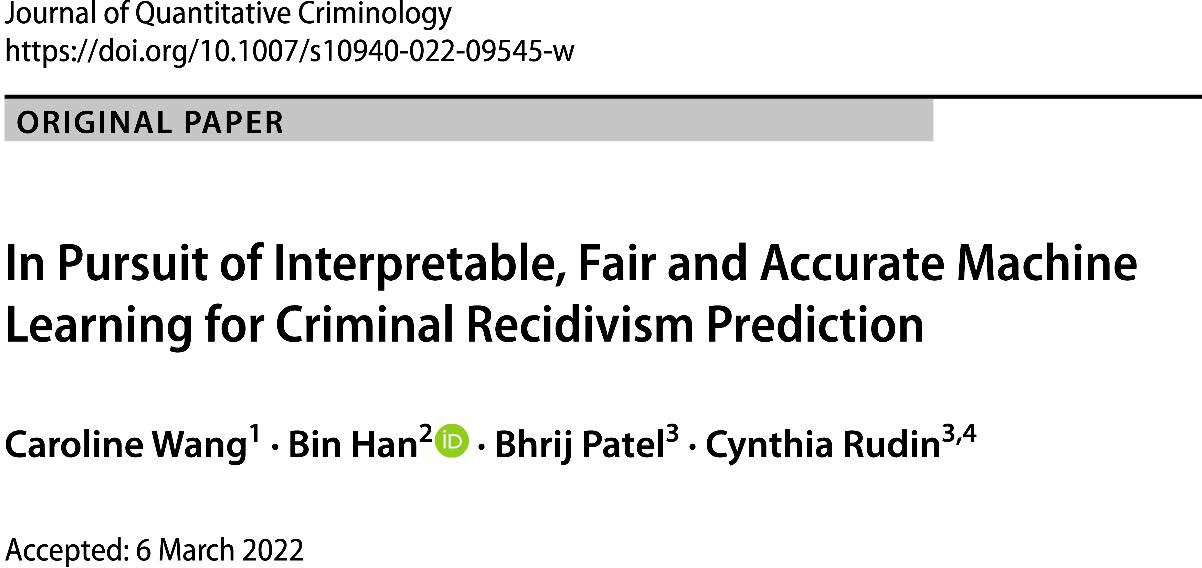 Journal of Quantitative Criminology
https://doi.org/10.1007/s10940-022-09545-w
ORIGINAL PAPER
In Pursuit of Interpretable, Fair and Accurate Machine
Learning for Criminal Recidivism Prediction
Caroline Wang1 · Bin Han2 iD · Bhrij Patel3 · Cynthia Rudin3,4
Accepted: 6 March 2022